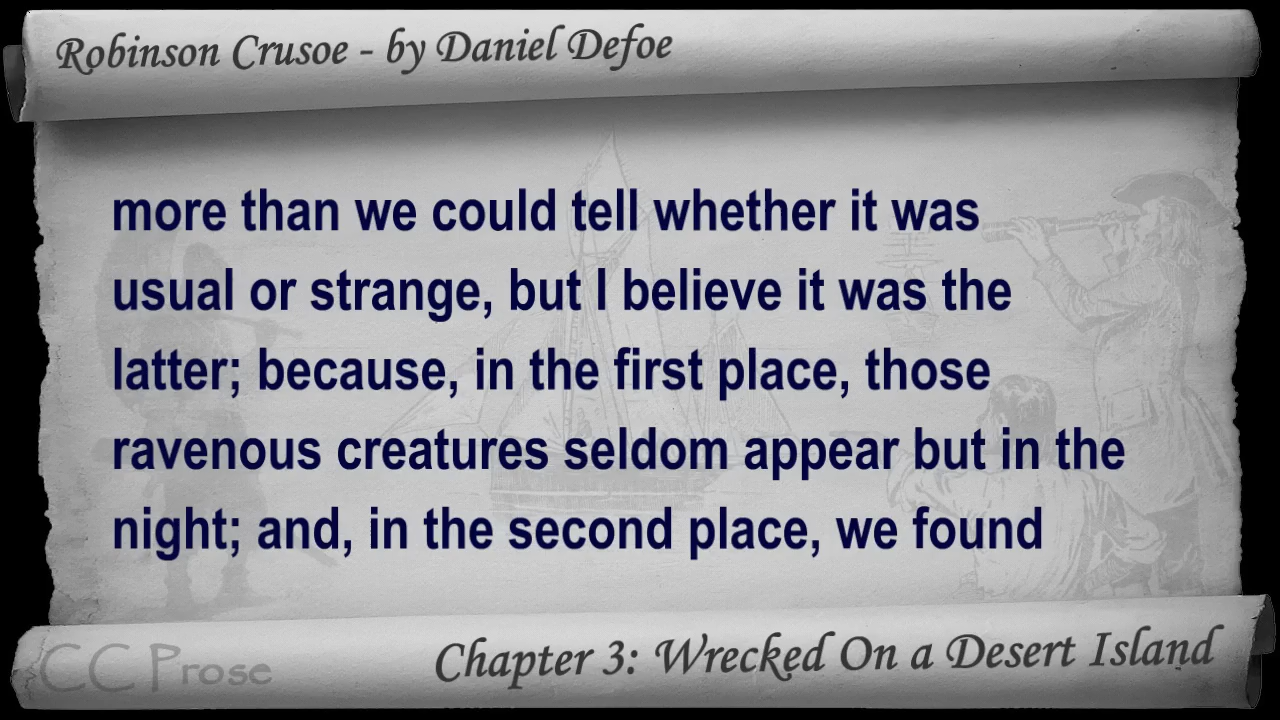 Robinson Crusoe - by Daniel Defoe
more than we could tell whether it was
usual or strange, but I believe it was the
latter; because, in the first place, those
ravenous creatures seldom appear but in the
night; and, in the second place, we found
CC Prose
Chapter 3: Wrecked On a Desert Island